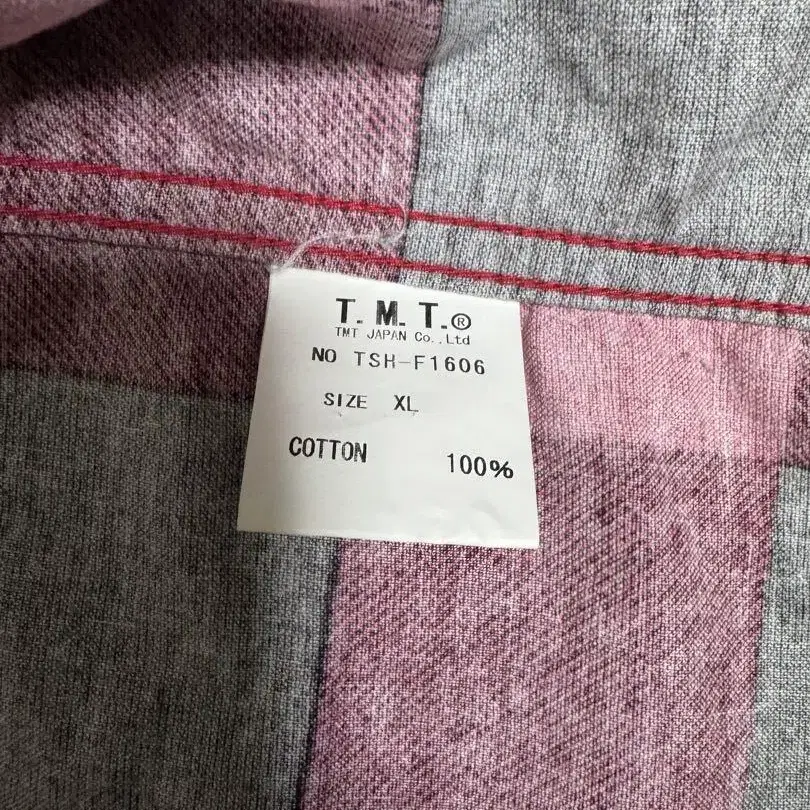 T.M.T.®
TMT JAPAN Co.,Ltd
NO TSH-F1606
SIZE XL
COTTON 100%